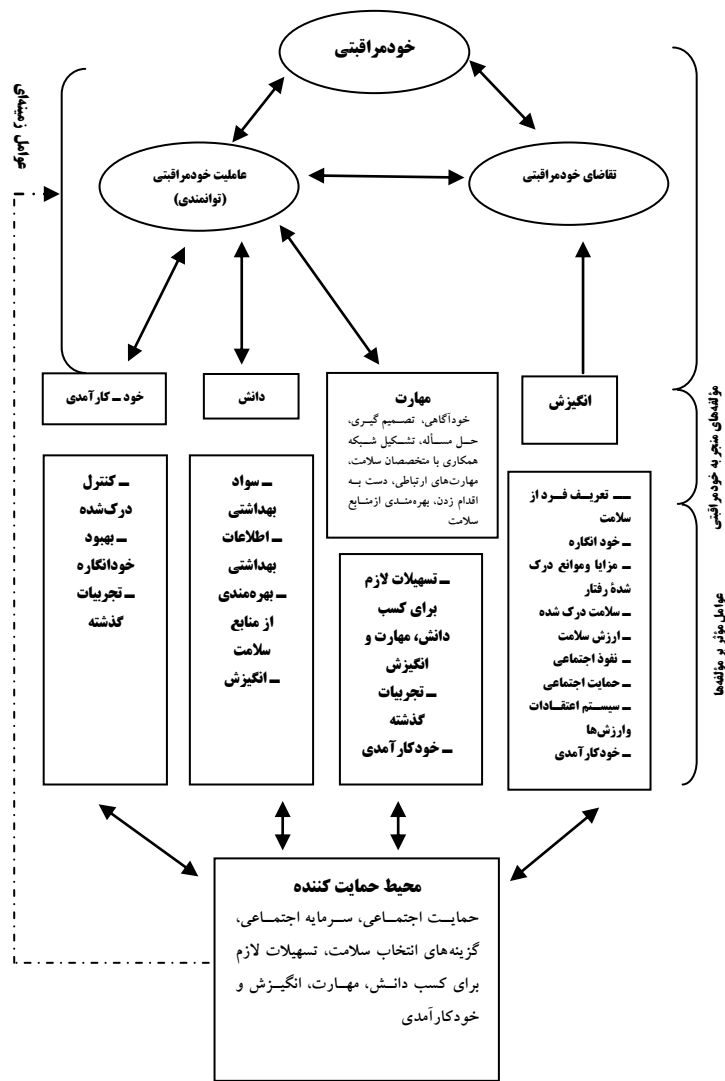 خودمراقبتی
تقاضای خودمراقبتی
عاملیت خودمراقبتی
(توانمندی)
عوامل زمینه‌ای
مؤلفه‌های منجر به خودمراقبتی
عوامل مؤثر بر مؤلفه‌ها
انگیزش
مهارت
خودآگاهی، تصمیم گیری،
حل مسأله، تشکیل شبکه
همکاری با متخصصان سلامت،
مهارت‌های ارتباطی، دست به
اقدام زدن، بهره‌مندی ازمنابع
سلامت
دانش
خود ـ کارآمدی
ـ تعریف فرد از
سلامت
ـ خود انگاره
ـ مزایا وموانع درک
شدهٔ رفتار
ـ سلامت درک شده
ـ ارزش سلامت
ـ نفوذ اجتماعی
ـ حمایت اجتماعی
ـ سیستم اعتقادات
وارزش‌ها
ـ خودکارآمدی
ـ تسهیلات لازم
برای کسب
دانش، مهارت و
انگیزش
ـ تجربیات
گذشته
ـ خودکارآمدی
ـ سواد
بهداشتی
ـ اطلاعات
بهداشتی
ـ بهره‌مندی
از منابع
سلامت
ـ انگیزش
ـ کنترل
درک‌شده
ـ بهبود
خودانگاره
ـ تجربیات
گذشته
محیط حمایت کننده
حمایت اجتماعی، سرمایه اجتماعی،
گزینه‌های انتخاب سلامت، تسهیلات لازم
برای کسب دانش، مهارت، انگیزش و
خودکارآمدی